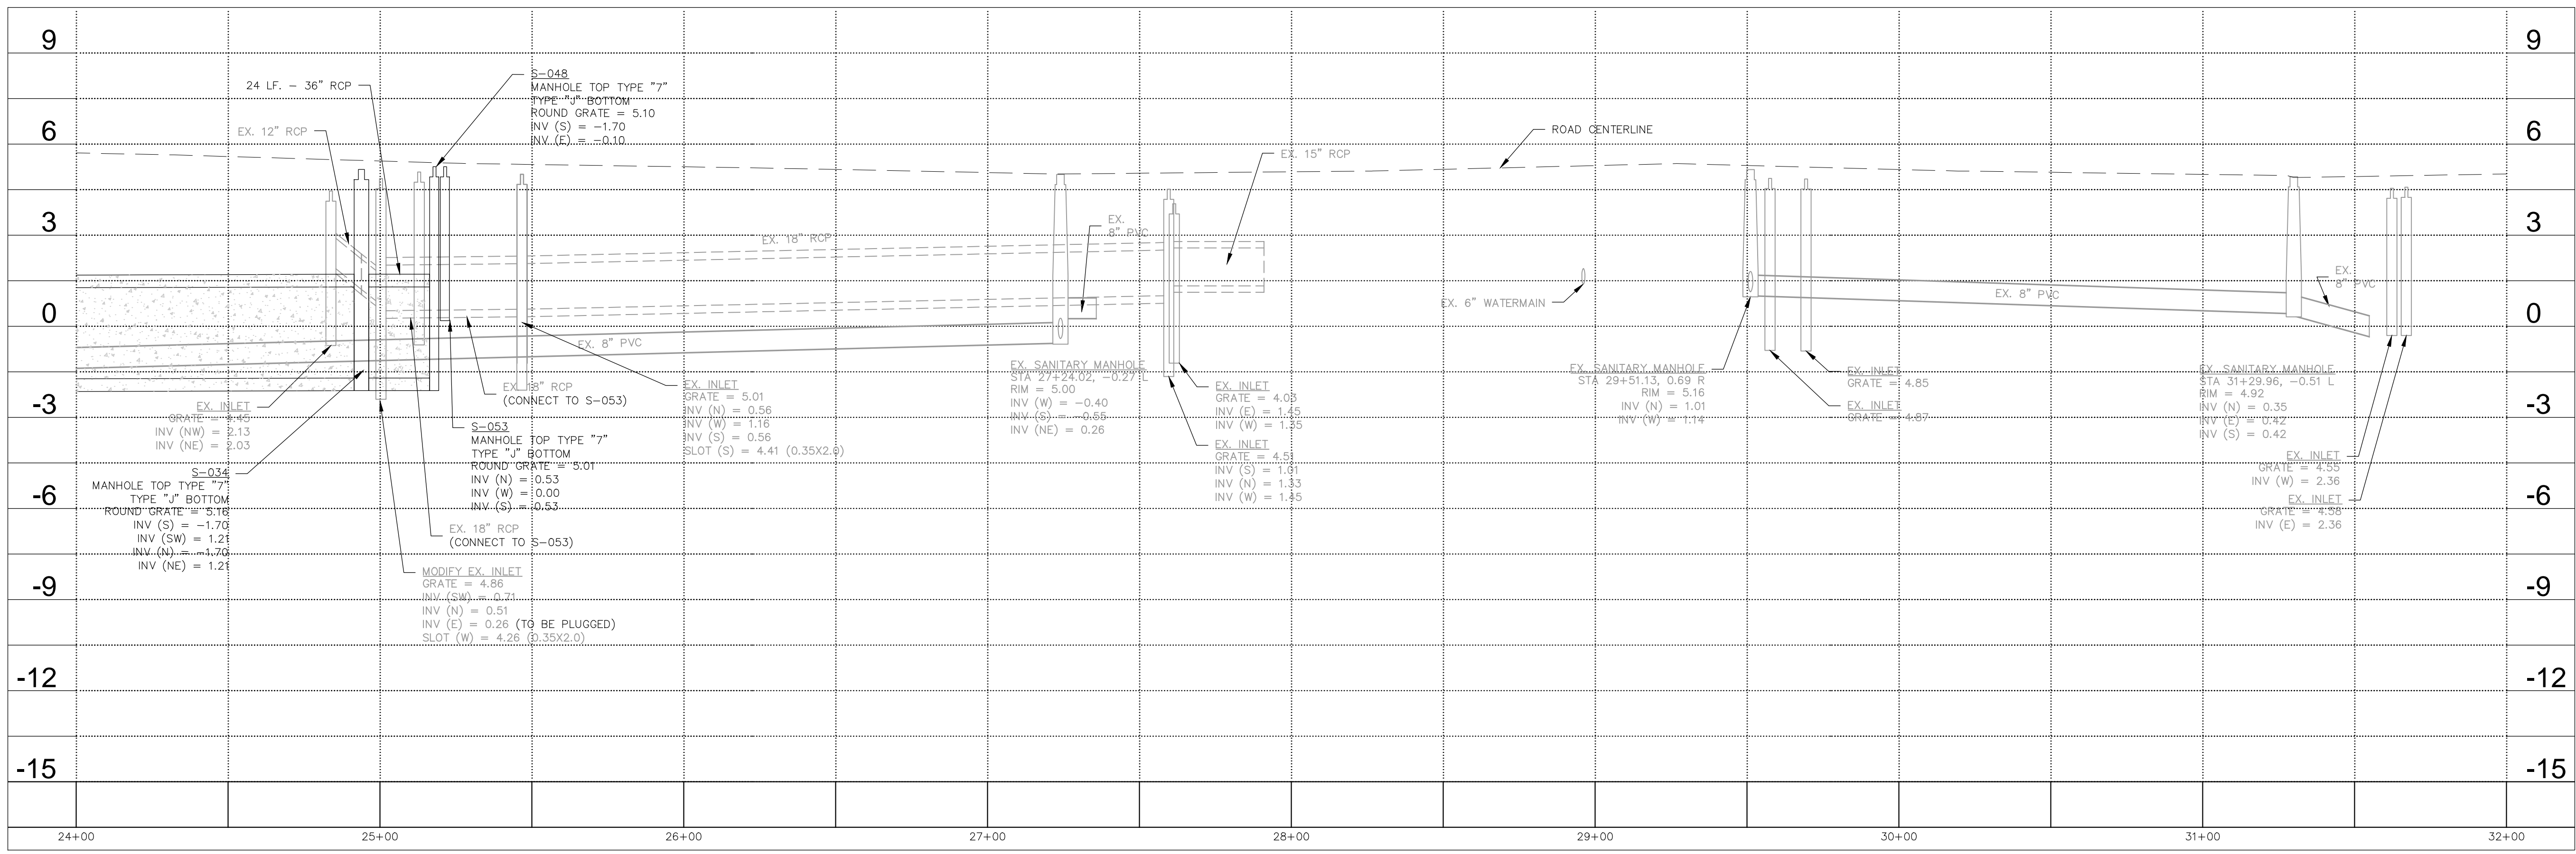 9
9
6
6
3
3
0
0
-3
-3
-6
-6
-9
-9
-12
-12
-15
-15
24 LF. – 36" RCP
EX. 12" RCP
S-048
MANHOLE TOP TYPE "7"
TYPE "J" BOTTOM
ROUND GRATE = 5.10
INV (S) = -1.70
INV (E) = -0.10
ROAD CENTERLINE
EX. 15" RCP
EX. 18" RCP
EX.
8" PVC
EX. 6" WATERMAIN
EX. 8" PVC
EX.
8" PVC
EX. 8" PVC
EX. INLET
GRATE = 4.45
INV (NW) = 2.13
INV (NE) = 2.03
S-034
MANHOLE TOP TYPE "7"
TYPE "J" BOTTOM
ROUND GRATE = 5.16
INV (S) = -1.70
INV (SW) = 1.21
INV (N) = -1.70
INV (NE) = 1.21
EX. 18" RCP
(CONNECT TO S-053)
S-053
MANHOLE TOP TYPE "7"
TYPE "J" BOTTOM
ROUND GRATE = 5.01
INV (N) = 0.53
INV (W) = 0.00
INV (S) = 0.53
EX. 18" RCP
(CONNECT TO S-053)
MODIFY EX. INLET
GRATE = 4.86
INV (SW) = 0.71
INV (N) = 0.51
INV (E) = 0.26 (TO BE PLUGGED)
SLOT (W) = 4.26 (0.35X2.0)
EX. INLET
GRATE = 5.01
INV (N) = 0.56
INV (W) = 1.16
INV (S) = 0.56
SLOT (S) = 4.41 (0.35X2.0)
EX. SANITARY MANHOLE
STA 27+24.02, -0.27 L
RIM = 5.00
INV (W) = -0.40
INV (S) = -0.55
INV (NE) = 0.26
EX. INLET
GRATE = 4.03
INV (E) = 1.45
INV (W) = 1.35
EX. INLET
GRATE = 4.51
INV (S) = 1.01
INV (N) = 1.33
INV (W) = 1.45
EX. SANITARY MANHOLE
STA 29+51.13, 0.69 R
RIM = 5.16
INV (N) = 1.01
INV (W) = 1.14
EX. INLET
GRATE = 4.85
EX. INLET
GRATE = 4.87
EX. SANITARY MANHOLE
STA 31+29.96, -0.51 L
RIM = 4.92
INV (N) = 0.35
INV (E) = 0.42
INV (S) = 0.42
EX. INLET
GRATE = 4.55
INV (W) = 2.36
EX. INLET
GRATE = 4.58
INV (E) = 2.36
24+00
25+00
26+00
27+00
28+00
29+00
30+00
31+00
32+00